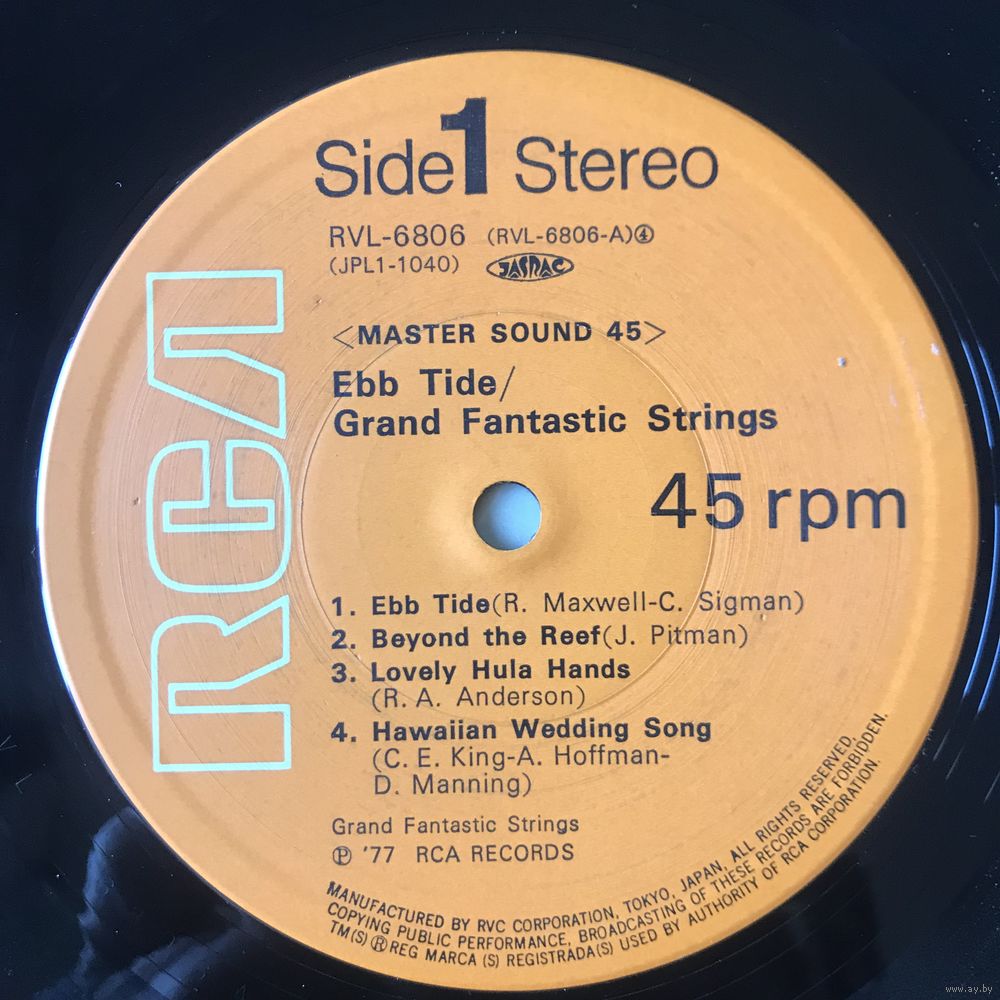 Side 1 Stereo
RVL-6806 (RVL-6806-A)④
(JPL1-1040) JASRAC
<MASTER SOUND 45>
Ebb Tide/
Grand Fantastic Strings
45 rpm
RCA
1. Ebb Tide(R. Maxwell-C. Sigman)
2. Beyond the Reef(J. Pitman)
3. Lovely Hula Hands
(R. A. Anderson)
4. Hawaiian Wedding Song
(C. E. King-A. Hoffman-
D. Manning)
Grand Fantastic Strings
Ⓟ '77 RCA RECORDS
MANUFACTURED BY RVC CORPORATION, TOKYO, JAPAN, ALL RIGHTS RESERVED,
COPYING PUBLIC PERFORMANCE, BROADCASTING OF THESE RECORDS ARE FORBIDDEN.
TM(S) ®REG MARCA (S) REGISTRADA(S) USED BY AUTHORITY OF RCA CORPORATION.
www.ay.by